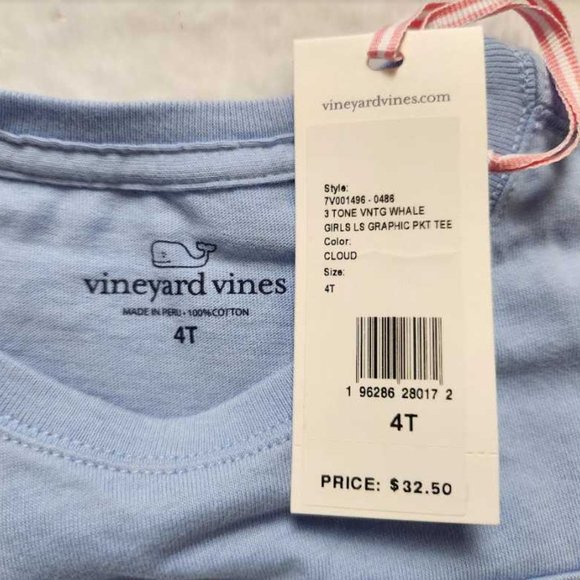 vineyard vines
MADE IN PERU • 100% COTTON
4T
vineyardvines.com
Style:
7V001496 - 0486
3 TONE VNTG WHALE
GIRLS LS GRAPHIC PKT TEE
Color:
CLOUD
Size:
4T
1 96286 28017 2
4T
PRICE: $32.50